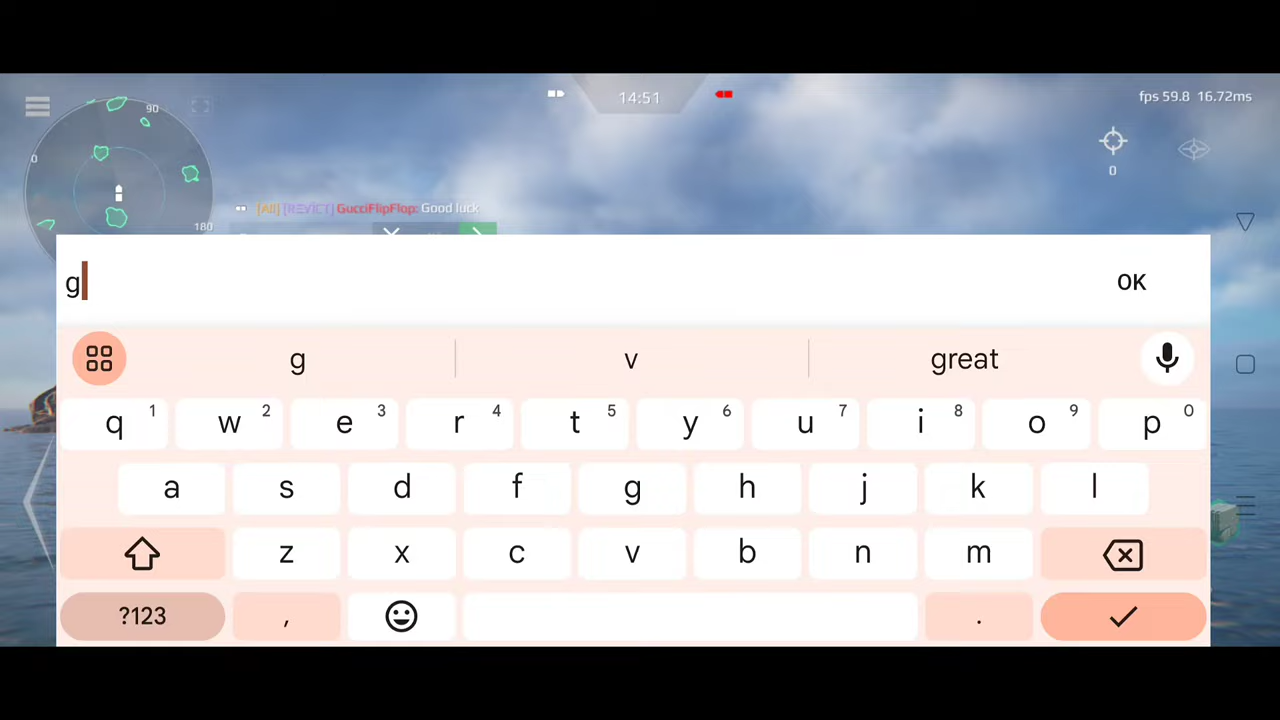 90
14:51
fps 59.8 16.72ms
0
0
180
[All] [REVICT] GucciFlipFlop: Good luck
g
OK
g v great
q 1 w 2 e 3 r 4 t 5 y 6 u 7 i 8 o 9 p 0
a s d f g h j k l
z x c v b n m
?123 , .